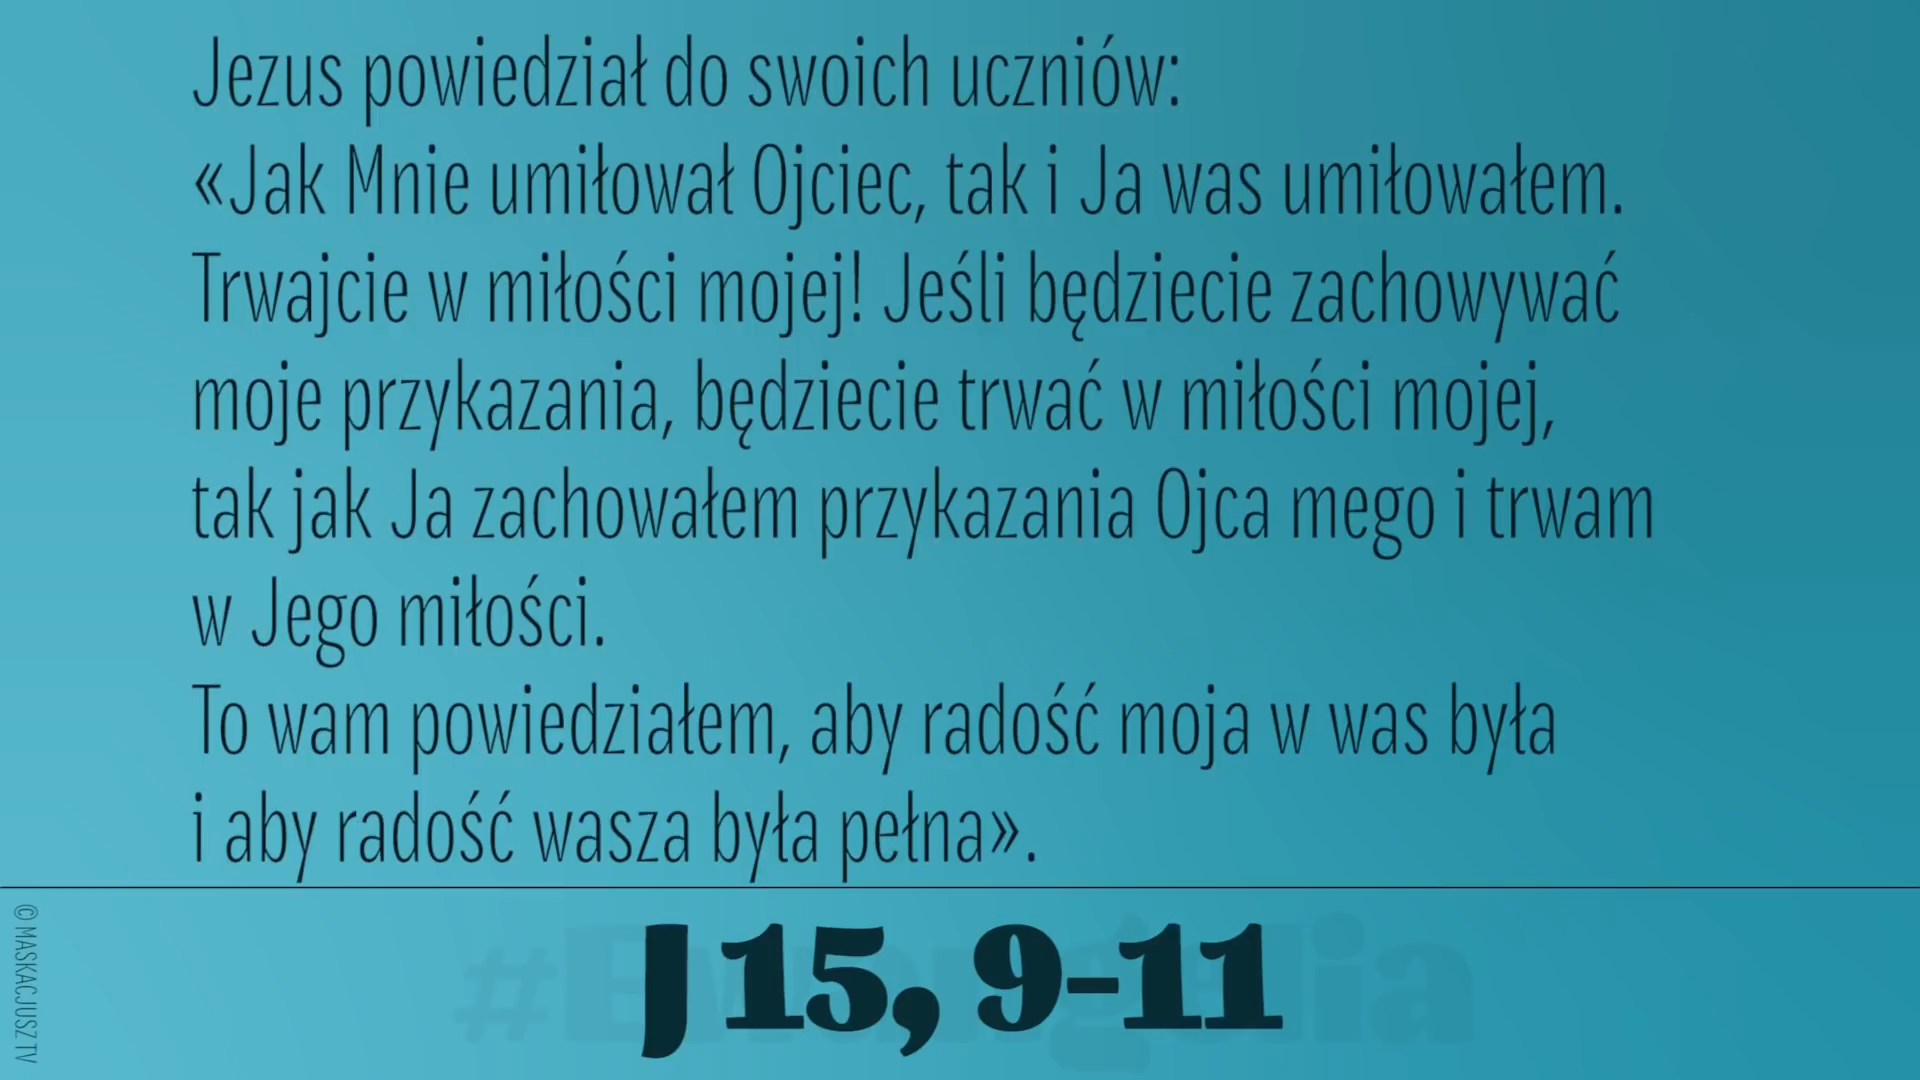 Jezus powiedział do swoich uczniów:
«Jak Mnie umiłował Ojciec, tak i Ja was umiłowałem.
Trwajcie w miłości mojej! Jeśli będziecie zachowywać
moje przykazania, będziecie trwać w miłości mojej,
tak jak Ja zachowałem przykazania Ojca mego i trwam
w Jego miłości.
To wam powiedziałem, aby radość moja w was była
i aby radość wasza była pełna».
#Ewangelia
J 15, 9-11
© MASKACJUSZ TV